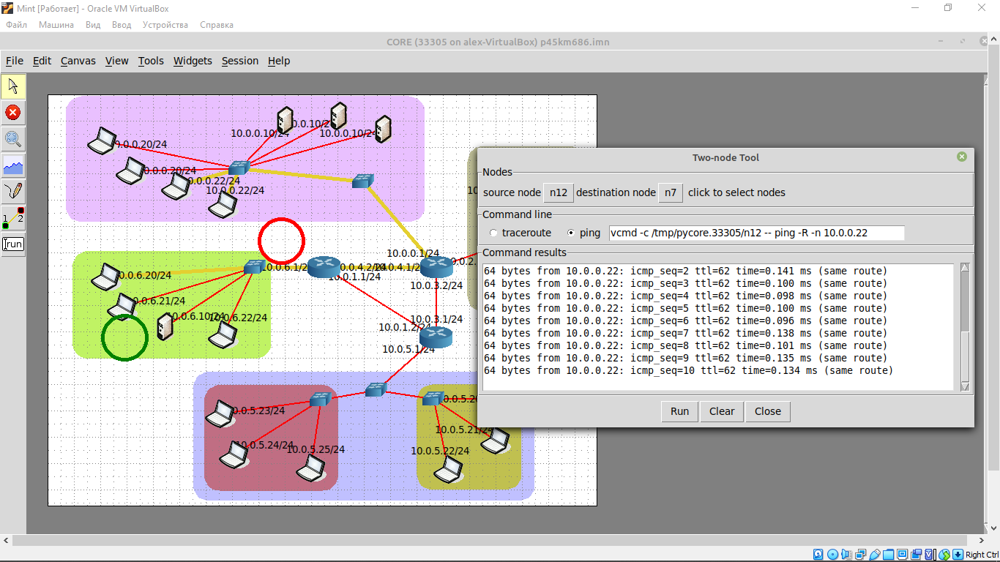 Mint [Работает] - Oracle VM VirtualBox
Файл Машина Вид Ввод Устройства Справка
CORE (33305 on alex-VirtualBox) p45km686.imn
File Edit Canvas View Tools Widgets Session Help
10.0.0.10/24
10.0.0.10/24
0.0.0.20/24
0.0.0.20/24
0.0.0.22/24
10.0.0.22/24
10.0.0.1/24
0.0.6.1/2
0.0.4.2/24
10.0.1.1/24
10.0.3.2/24
0.0.6.20/24
0.0.6.21/24
0.0.6.10/24
0.0.6.22/24
10.0.3.1/24
10.0.1.2/24
10.0.5.1/24
0.0.5.23/24
0.0.5.24/24
10.0.5.25/24
10.0.5.21/24
10.0.5.22/24
1 2
run
Two-node Tool
Nodes
source node n12 destination node n7 click to select nodes
Command line
traceroute ping vcmd -c /tmp/pycore.33305/n12 -- ping -R -n 10.0.0.22
Command results
64 bytes from 10.0.0.22: icmp_seq=2 ttl=62 time=0.141 ms (same route)
64 bytes from 10.0.0.22: icmp_seq=3 ttl=62 time=0.100 ms (same route)
64 bytes from 10.0.0.22: icmp_seq=4 ttl=62 time=0.098 ms (same route)
64 bytes from 10.0.0.22: icmp_seq=5 ttl=62 time=0.100 ms (same route)
64 bytes from 10.0.0.22: icmp_seq=6 ttl=62 time=0.096 ms (same route)
64 bytes from 10.0.0.22: icmp_seq=7 ttl=62 time=0.138 ms (same route)
64 bytes from 10.0.0.22: icmp_seq=8 ttl=62 time=0.101 ms (same route)
64 bytes from 10.0.0.22: icmp_seq=9 ttl=62 time=0.135 ms (same route)
64 bytes from 10.0.0.22: icmp_seq=10 ttl=62 time=0.134 ms (same route)
Run Clear Close
Right Ctrl